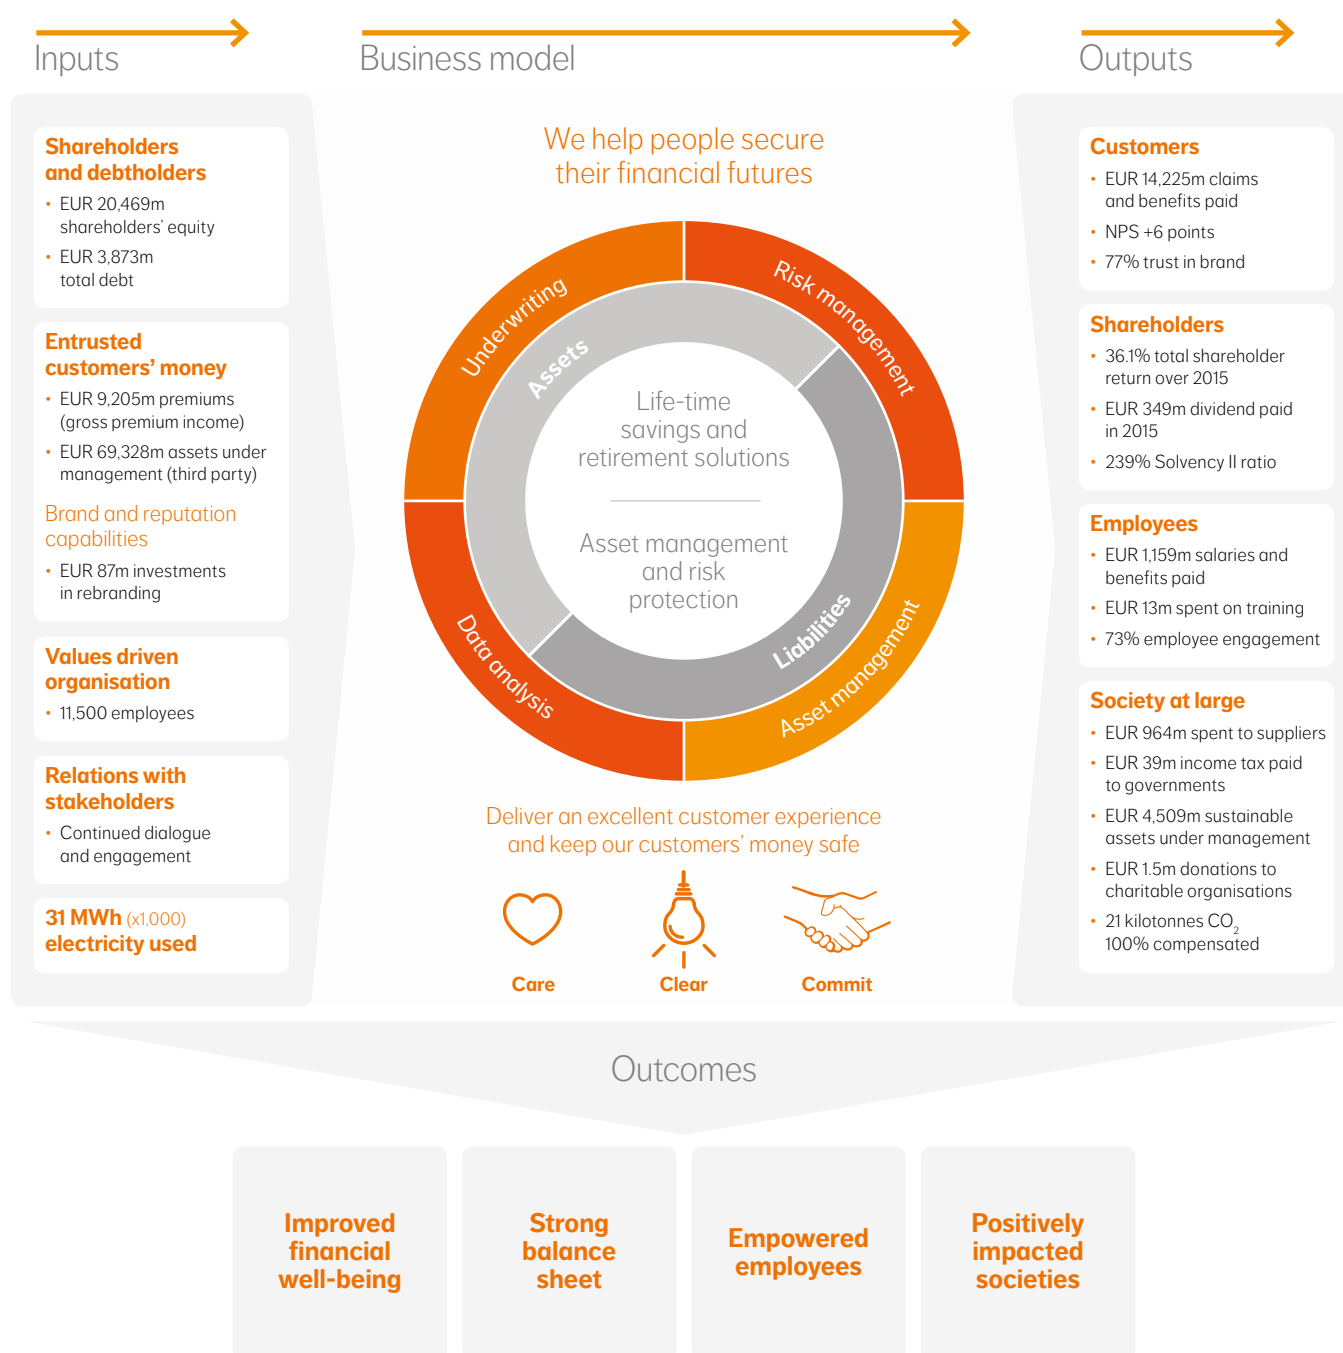 Inputs
Business model
Outputs
Shareholders
and debtholders
• EUR 20,469m
shareholders' equity
• EUR 3,873m
total debt
Entrusted
customers' money
• EUR 9,205m premiums
(gross premium income)
• EUR 69,328m assets under
management (third party)
Brand and reputation
capabilities
• EUR 87m investments
in rebranding
Values driven
organisation
• 11,500 employees
Relations with
stakeholders
• Continued dialogue
and engagement
31 MWh (x1,000)
electricity used
We help people secure
their financial futures
Underwriting
Risk management
Assets
Life-time
savings and
retirement solutions
Asset management
and risk
protection
Liabilities
Data analysis
Asset management
Deliver an excellent customer experience
and keep our customers' money safe
Care
Clear
Commit
Customers
• EUR 14,225m claims
and benefits paid
• NPS +6 points
• 77% trust in brand
Shareholders
• 36.1% total shareholder
return over 2015
• EUR 349m dividend paid
in 2015
• 239% Solvency II ratio
Employees
• EUR 1,159m salaries and
benefits paid
• EUR 13m spent on training
• 73% employee engagement
Society at large
• EUR 964m spent to suppliers
• EUR 39m income tax paid
to governments
• EUR 4,509m sustainable
assets under management
• EUR 1.5m donations to
charitable organisations
• 21 kilotonnes CO₂
100% compensated
Outcomes
Improved
financial
well-being
Strong
balance
sheet
Empowered
employees
Positively
impacted
societies